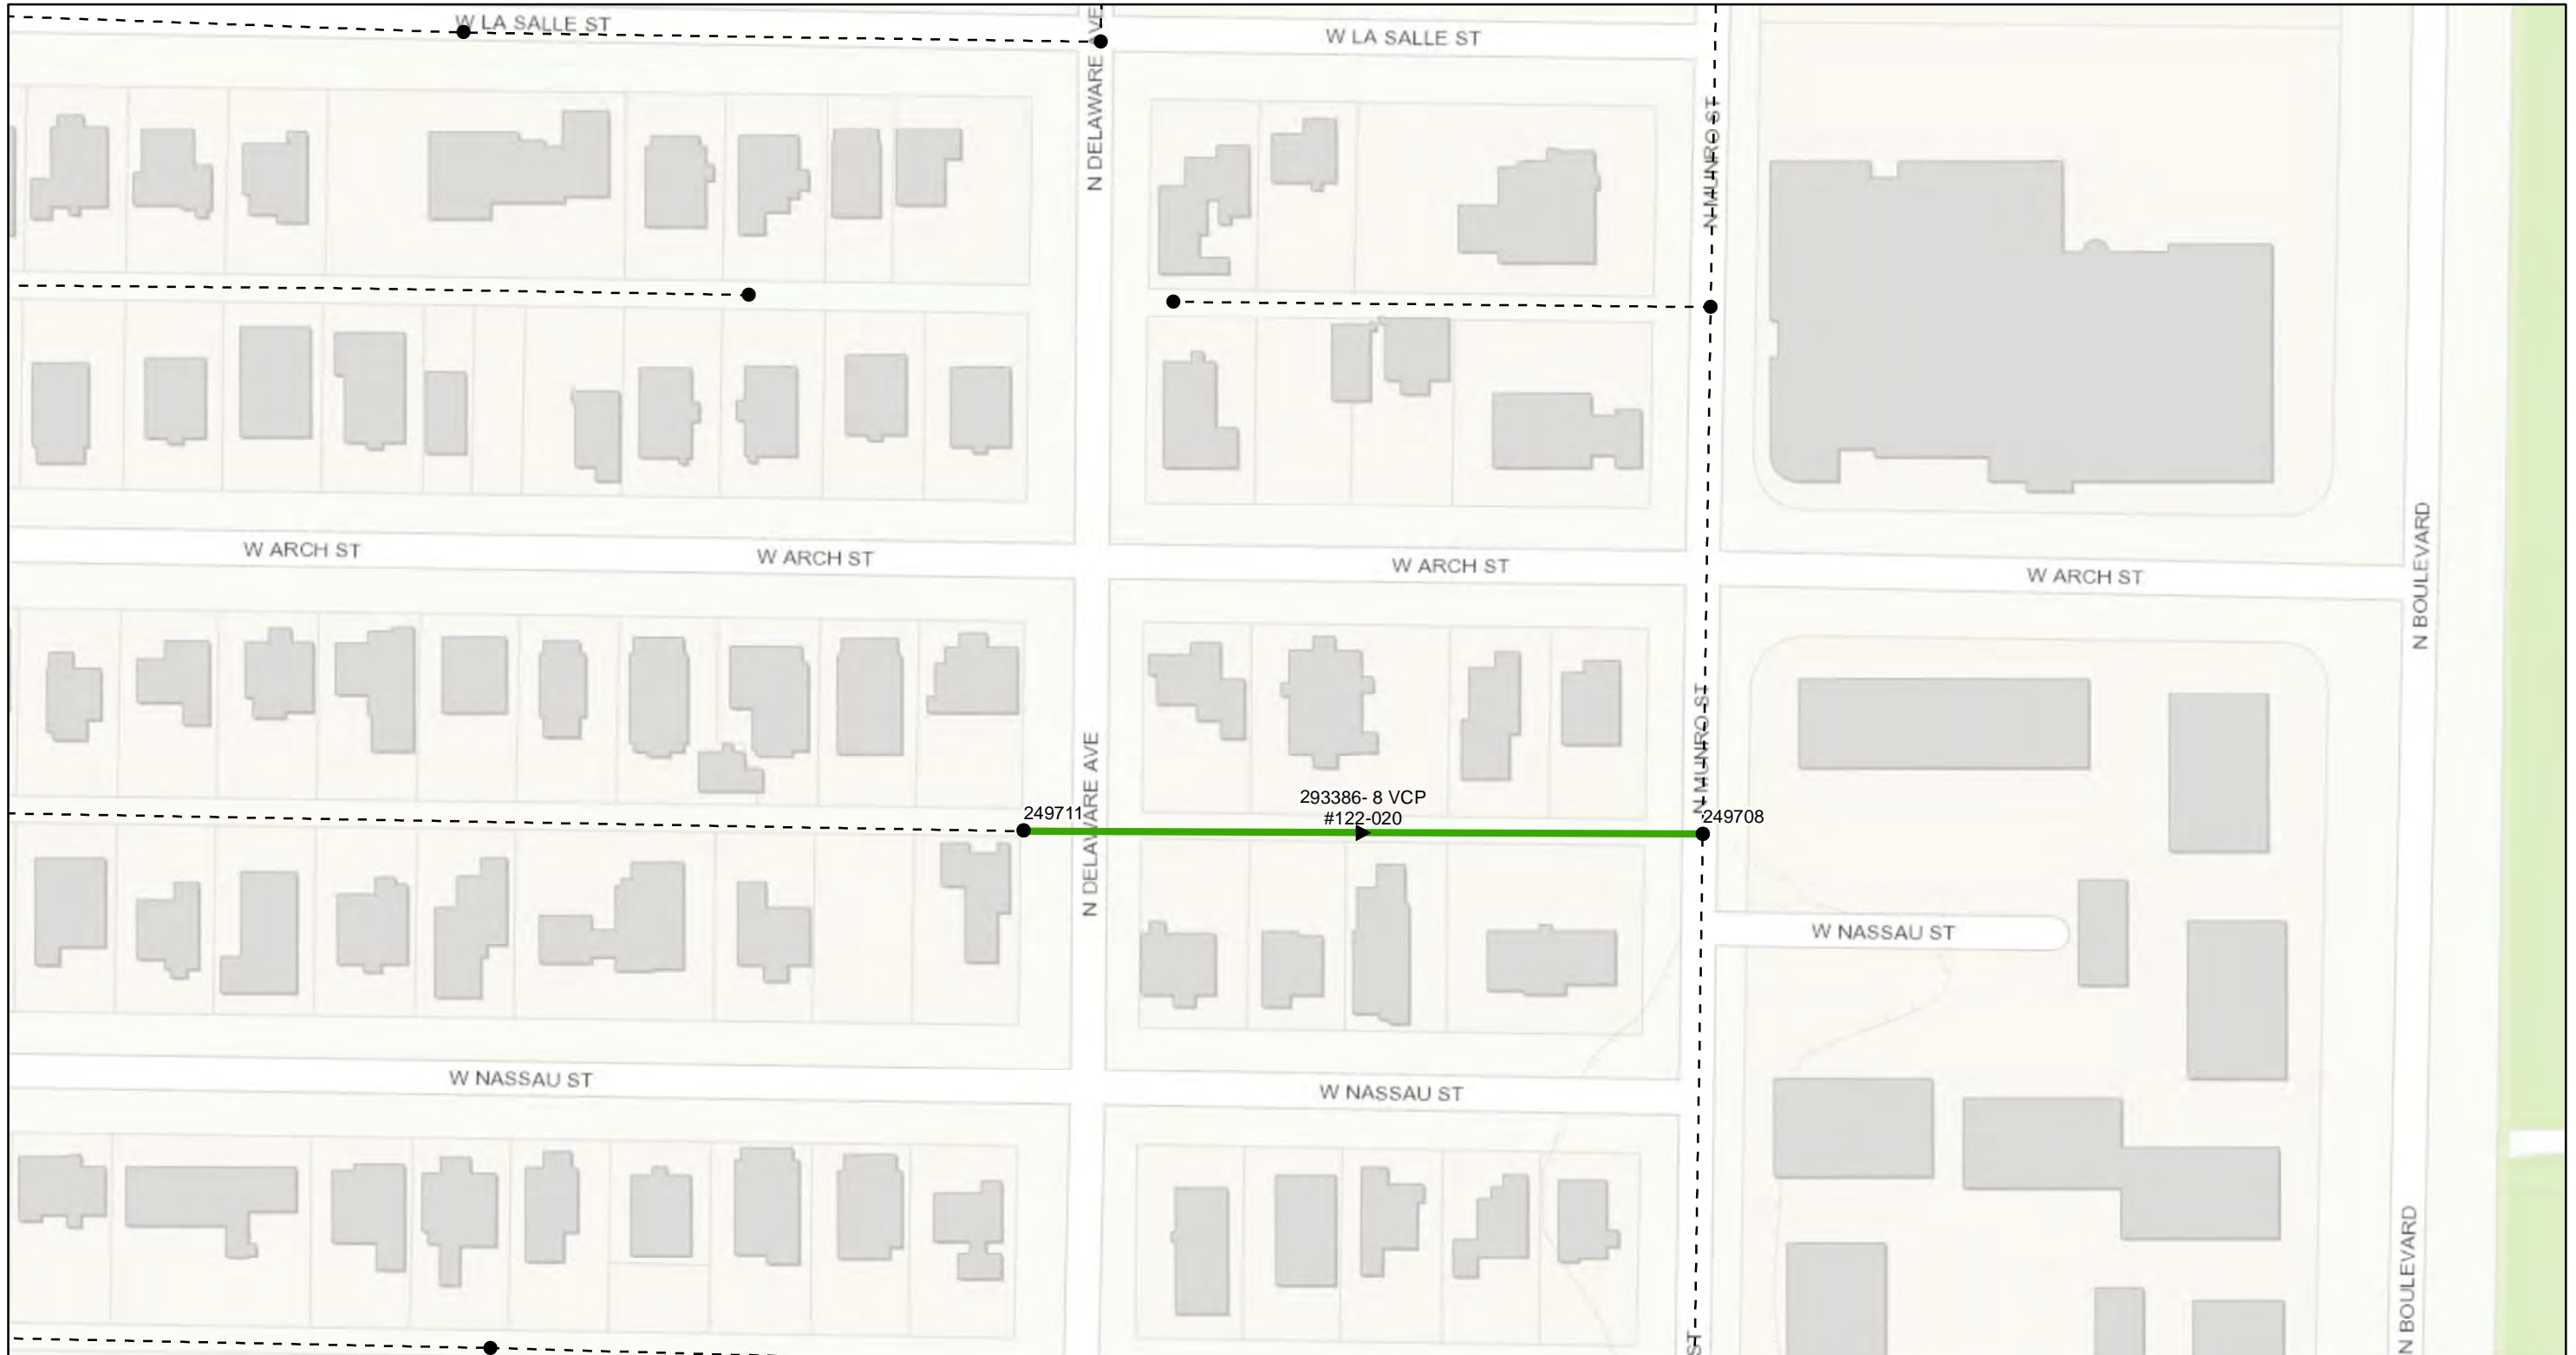 W LA SALLE ST
W LA SALLE ST
N DELAWARE AVE
N MUNRO ST
W ARCH ST
W ARCH ST
W ARCH ST
W ARCH ST
N BOULEVARD
N MUNRO ST
N DELAWARE AVE
293386- 8 VCP
#122-020
249711
249708
W NASSAU ST
W NASSAU ST
W NASSAU ST
N BOULEVARD
ST